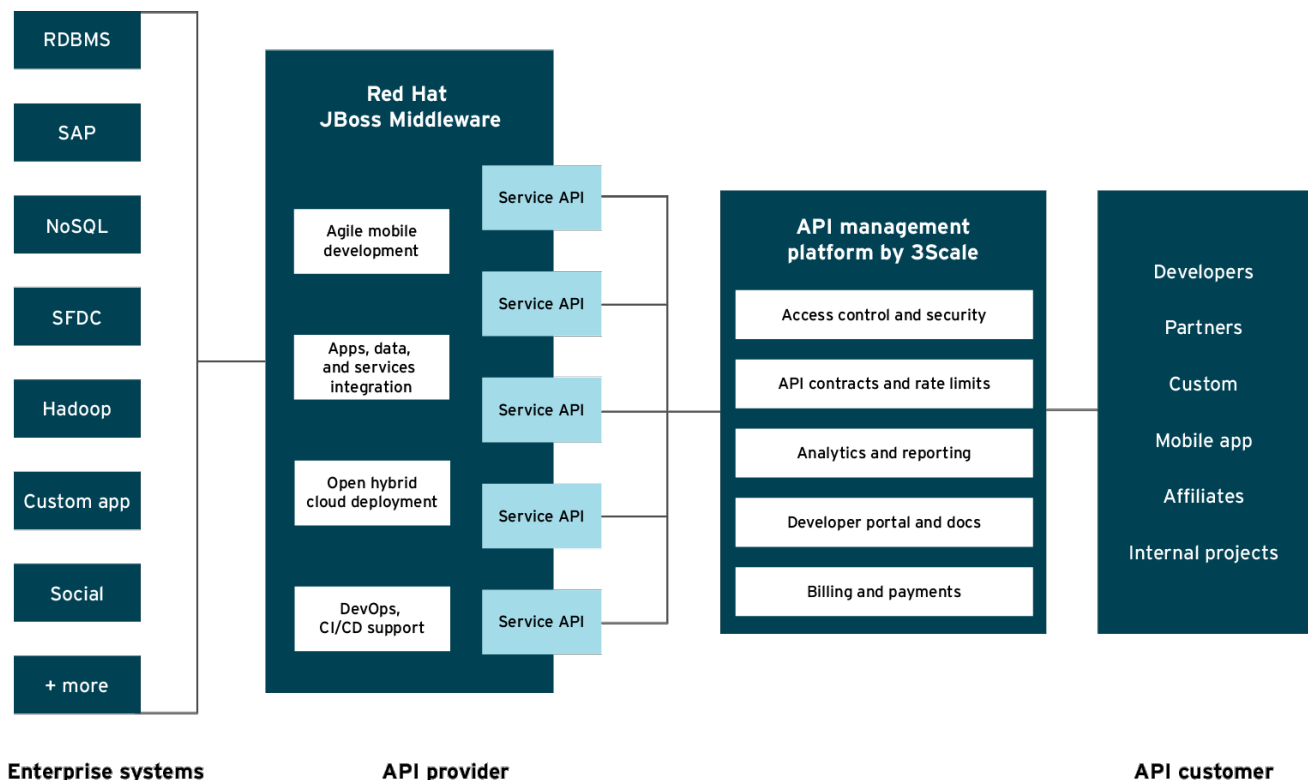 RDBMS
SAP
NoSQL
SFDC
Hadoop
Custom app
Social
+ more
Enterprise systems
Red Hat
JBoss Middleware
Agile mobile
development
Apps, data,
and services
integration
Open hybrid
cloud deployment
DevOps,
CI/CD support
Service API
Service API
Service API
Service API
Service API
API provider
API management
platform by 3Scale
Access control and security
API contracts and rate limits
Analytics and reporting
Developer portal and docs
Billing and payments
Developers
Partners
Custom
Mobile app
Affiliates
Internal projects
API customer